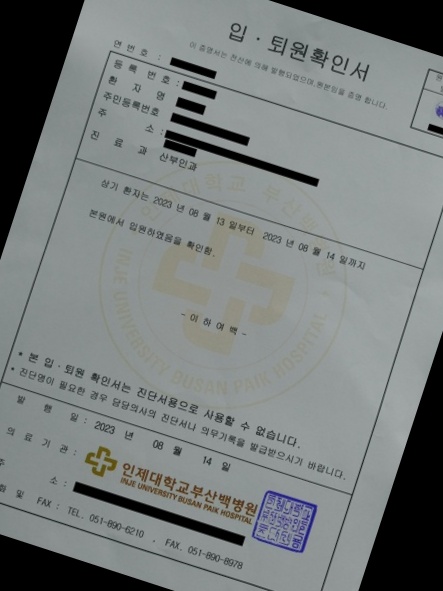 입 · 퇴원확인서
이 증명서는 전산에 의해 발행되었으며,원본임을 증명 합니다.
연 번 호 :
등 록 번 호 :
환 자 명
주민등록번호
주 소 :
진 료 과 산부인과
상기 환자는 2023 년 08 월 13 일부터 2023 년 08 월 14 일까지
본원에서 입원하였음을 확인함.
- 이 하 여 백 -
인제대학교 부산백병원
INJE UNIVERSITY BUSAN PAIK HOSPITAL
* 본 입 · 퇴원 확인서는 진단서용으로 사용할 수 없습니다.
* 진단명이 필요한 경우 담당의사의 진단서나 의무기록을 발급받으시기 바랍니다.
발 행 일 : 2023 년 08 월 14 일
의 료 기 관 : 인제대학교부산백병원
INJE UNIVERSITY BUSAN PAIK HOSPITAL
주 소 :
화 및 FAX : TEL. 051-890-6210 , FAX. 051-890-8978